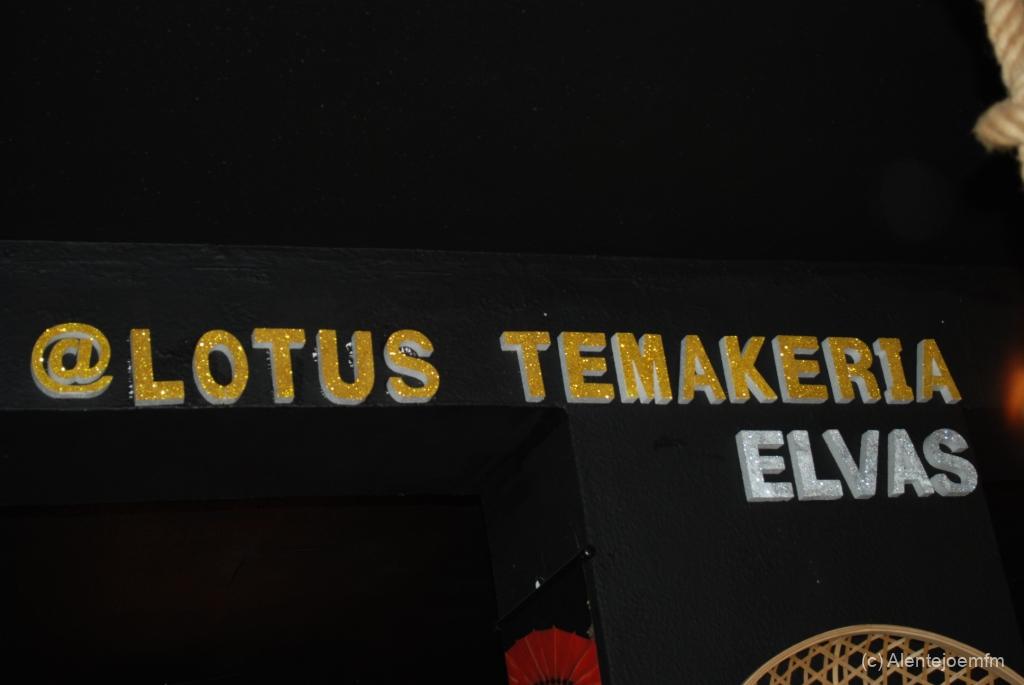 @LOTUS TEMAKERIA
ELVAS
(c) Alentejoemfm